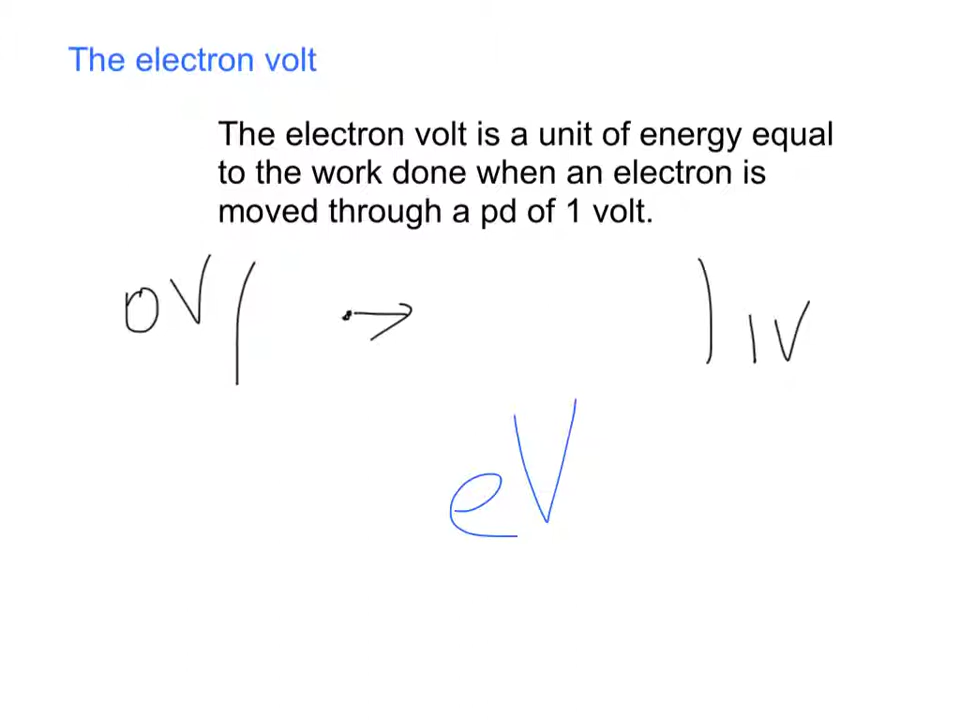 The electron volt
The electron volt is a unit of energy equal
to the work done when an electron is
moved through a pd of 1 volt.
0V
1V
eV